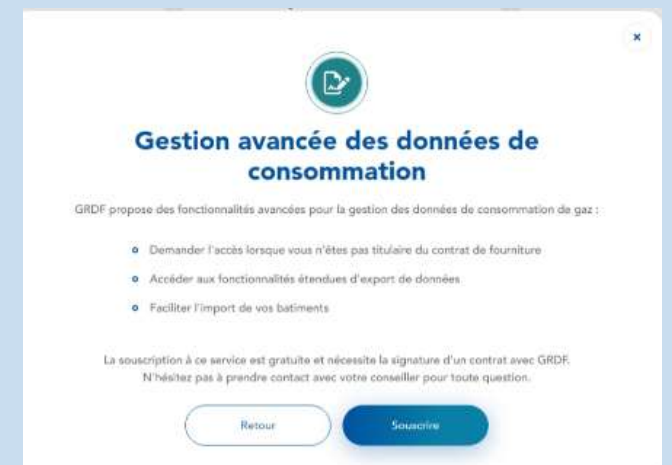 Gestion avancée des données de
consommation
GRDF propose des fonctionnalités avancées pour la gestion des données de consommation de gaz :
Demander l'accès lorsque vous n'êtes pas titulaire du contrat de fourniture
Accéder aux fonctionnalités étendues d'export de données
Faciliter l'import de vos batiments
La souscription à ce service est gratuite et nécessite la signature d'un contrat avec GRDF.
N'hésitez pas à prendre contact avec votre conseiller pour toute question.
Retour Souscrire